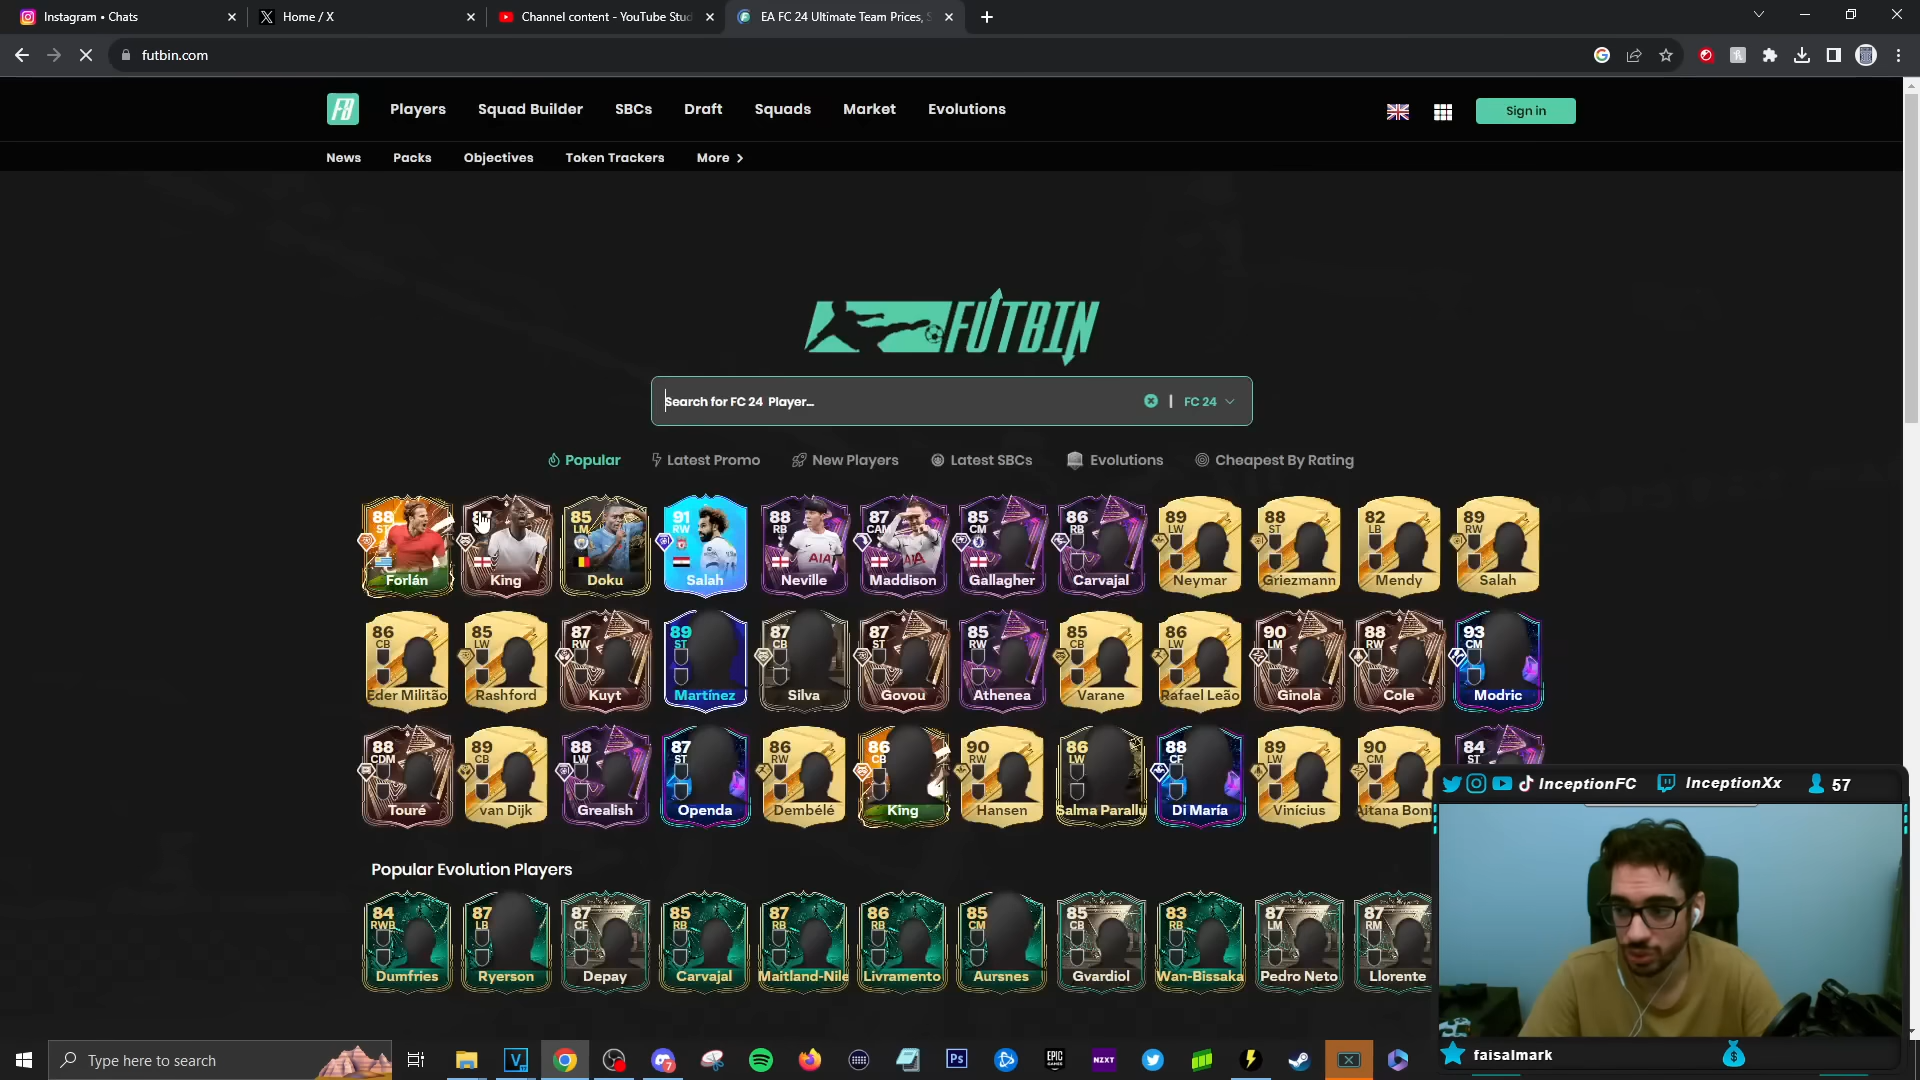 Instagram • Chats
Home / X
Channel content - YouTube Stud
EA FC 24 Ultimate Team Prices, S
futbin.com
Players
Squad Builder
SBCs
Draft
Squads
Market
Evolutions
Sign in
News
Packs
Objectives
Token Trackers
More
FUTBIN
Search for FC 24 Player...
FC 24
Popular
Latest Promo
New Players
Latest SBCs
Evolutions
Cheapest By Rating
88 ST Forlán
87 King
85 LM Doku
91 RW Salah
88 RB Neville
87 CAM Maddison
85 CM Gallagher
86 RB Carvajal
89 LW Neymar
88 ST Griezmann
82 LB Mendy
89 RW Salah
86 CB Eder Militão
85 LW Rashford
87 RW Kuyt
89 ST Martínez
87 CB Silva
87 ST Govou
85 RW Athenea
85 CB Varane
86 LW Rafael Leão
90 LM Ginola
88 RW Cole
93 CM Modric
88 CDM Touré
89 CB van Dijk
88 LW Grealish
87 ST Openda
86 RW Dembélé
86 CB King
90 RW Hansen
86 LW Salma Parallu
88 CF Di María
89 LW Vinícius
90 CM Aitana Bon
84 ST
Popular Evolution Players
84 RWB Dumfries
87 LB Ryerson
87 CF Depay
85 RB Carvajal
87 RB Maitland-Nile
86 RB Livramento
85 CM Aursnes
85 CB Gvardiol
83 RB Wan-Bissaka
87 LM Pedro Neto
87 RM Llorente
InceptionFC
InceptionXx
57
faisalmark
Type here to search